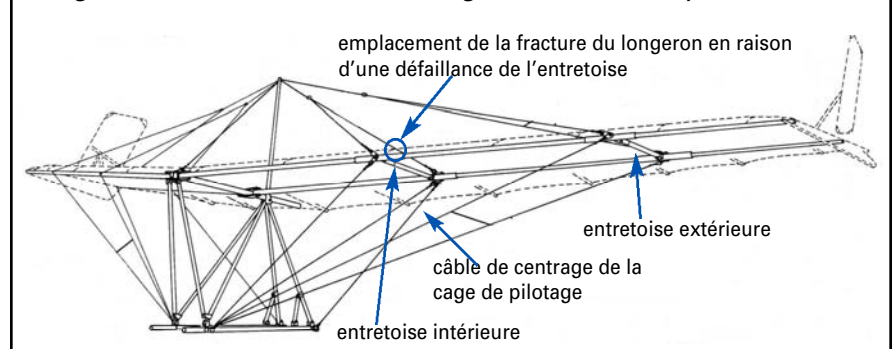 emplacement de la fracture du longeron en raison
d'une défaillance de l'entretoise
entretoise extérieure
câble de centrage de la
cage de pilotage
entretoise intérieure